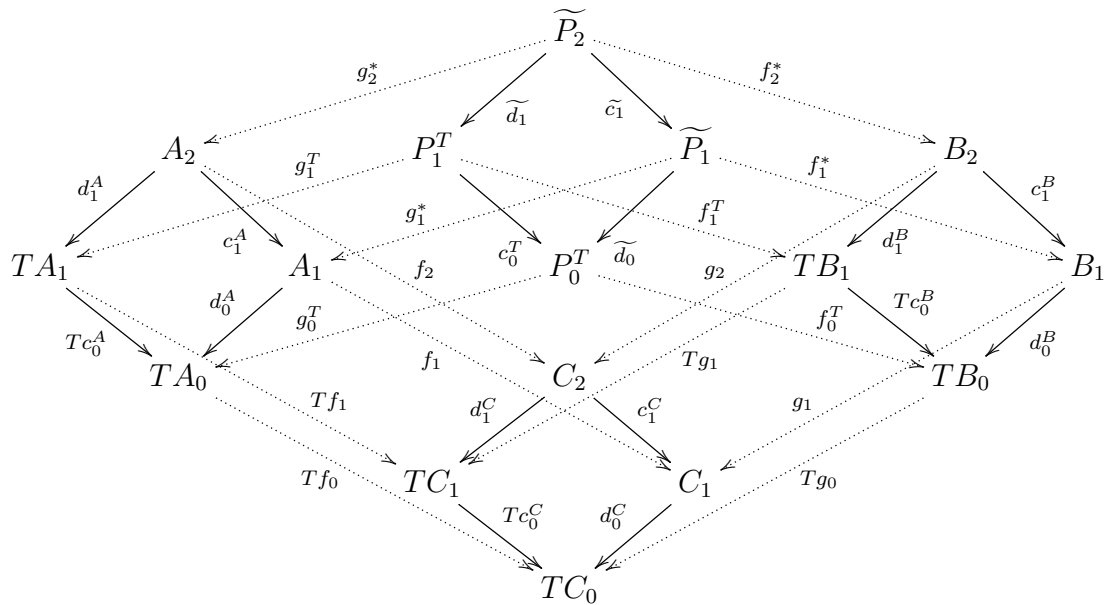 $\widetilde{P_2}$
$g_2^*$ $f_2^*$
$\widetilde{d_1}$ $\widetilde{c_1}$
$A_2$ $P_1^T$ $\widetilde{P_1}$ $B_2$
$d_1^A$ $g_1^T$ $f_1^*$ $c_1^B$
$c_1^A$ $g_1^*$ $f_1^T$ $d_1^B$
$TA_1$ $A_1$ $f_2$ $c_0^T$ $P_0^T$ $\widetilde{d_0}$ $g_2$ $TB_1$ $B_1$
$Tc_0^A$ $d_0^A$ $g_0^T$ $f_0^T$ $Tc_0^B$ $d_0^B$
$TA_0$ $f_1$ $C_2$ $Tg_1$ $TB_0$
$Tf_1$ $d_1^C$ $c_1^C$ $g_1$
$Tf_0$ $TC_1$ $C_1$ $Tg_0$
$Tc_0^C$ $d_0^C$
$TC_0$